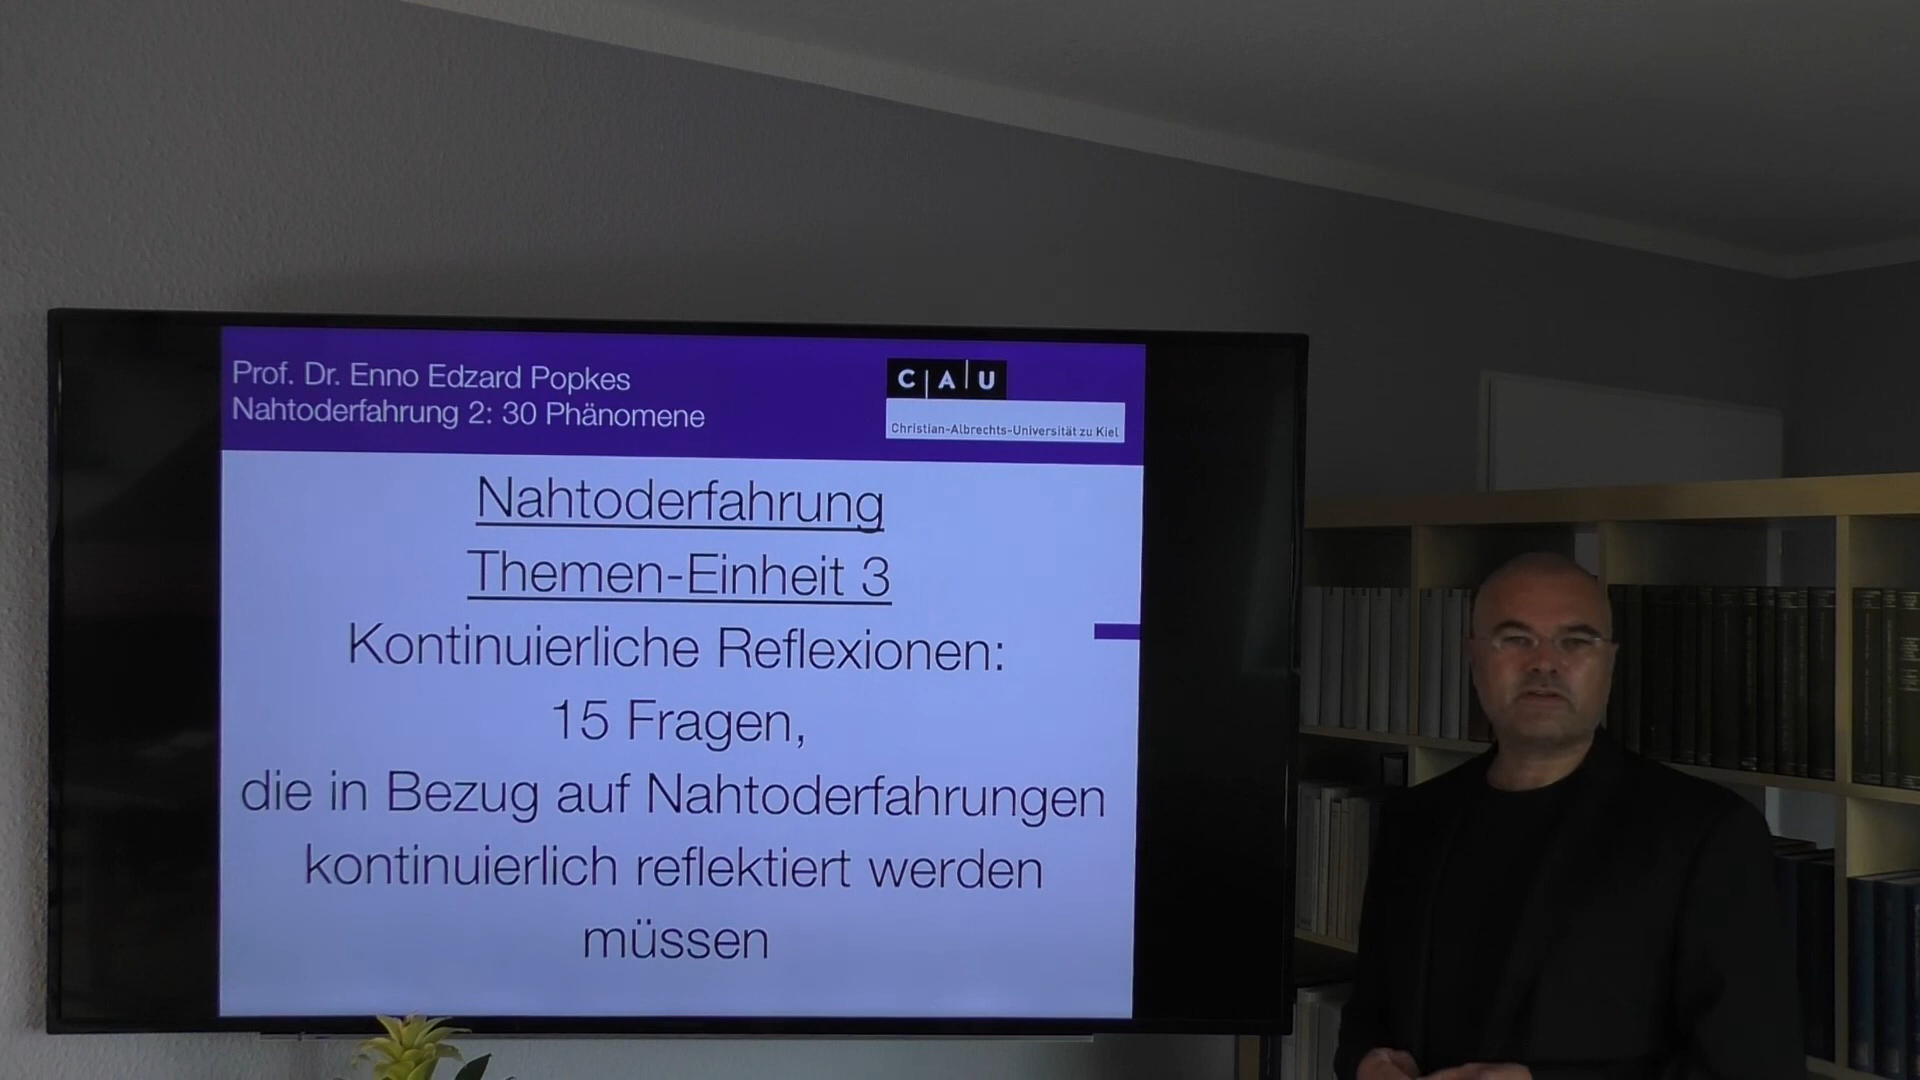 Prof. Dr. Enno Edzard Popkes
Nahtoderfahrung 2: 30 Phänomene
C|A|U
Christian-Albrechts-Universität zu Kiel
Nahtoderfahrung
Themen-Einheit 3
Kontinuierliche Reflexionen:
15 Fragen,
die in Bezug auf Nahtoderfahrungen
kontinuierlich reflektiert werden
müssen